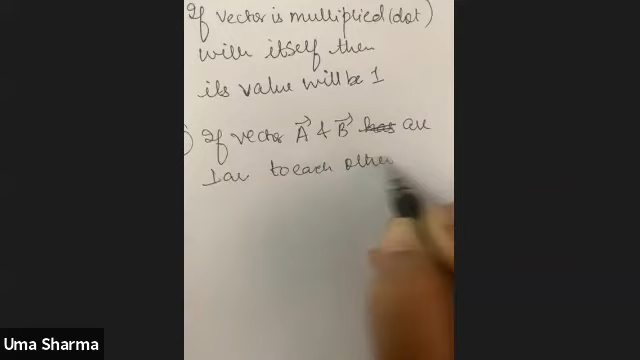 If vector is multiplied (dot)
with itself then
its value will be 1
) If vector A⃗ & B⃗ has are
⊥ar to each other
Uma Sharma